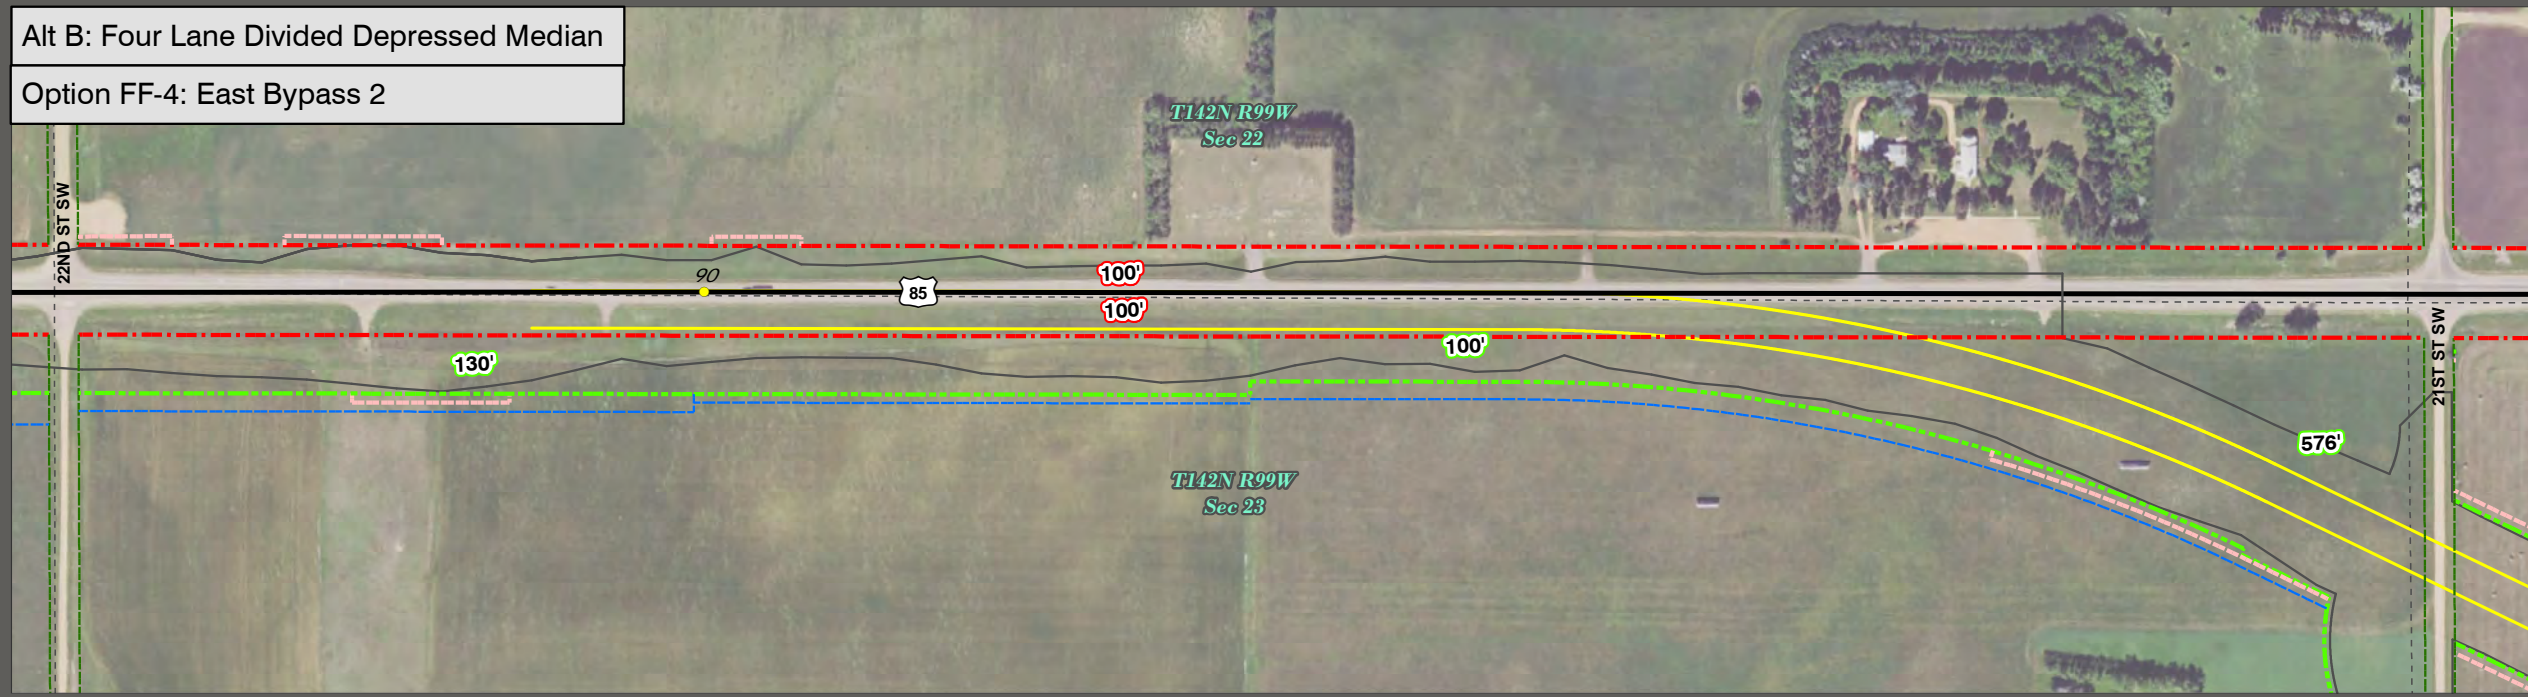 Alt B: Four Lane Divided Depressed Median
Option FF-4: East Bypass 2
T142N R99W
Sec 22
22ND ST SW
90
85
100'
100'
130'
100'
21ST ST SW
576'
T142N R99W
Sec 23